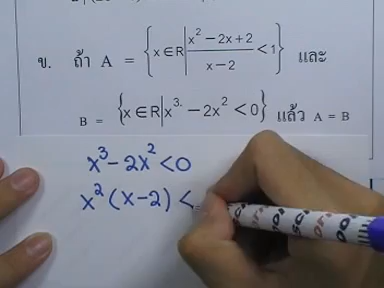 ข. ถ้า A = {x ∈ R | (x² − 2x + 2)/(x − 2) < 1} และ
B = {x ∈ R | x³· − 2x² < 0} แล้ว A = B
x³ − 2x² < 0
x² (x − 2) <